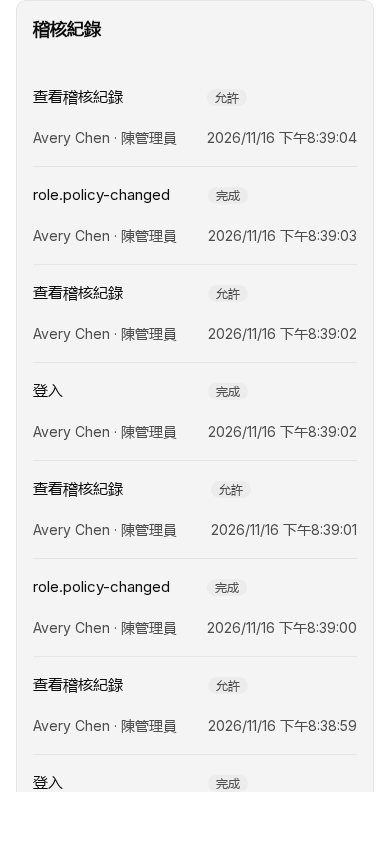 稽核紀錄
查看稽核紀錄 允許
Avery Chen · 陳管理員 2026/11/16 下午8:39:04
role.policy-changed 完成
Avery Chen · 陳管理員 2026/11/16 下午8:39:03
查看稽核紀錄 允許
Avery Chen · 陳管理員 2026/11/16 下午8:39:02
登入 完成
Avery Chen · 陳管理員 2026/11/16 下午8:39:02
查看稽核紀錄 允許
Avery Chen · 陳管理員 2026/11/16 下午8:39:01
role.policy-changed 完成
Avery Chen · 陳管理員 2026/11/16 下午8:39:00
查看稽核紀錄 允許
Avery Chen · 陳管理員 2026/11/16 下午8:38:59
登入 完成